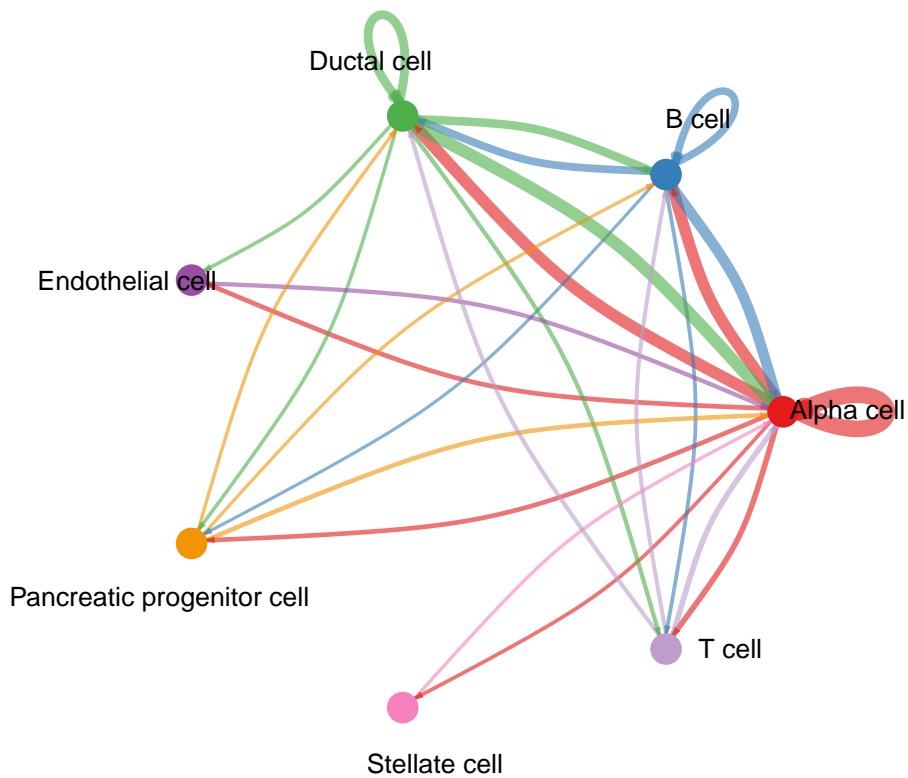 Ductal cell
B cell
Endothelial cell
Alpha cell
Pancreatic progenitor cell
T cell
Stellate cell